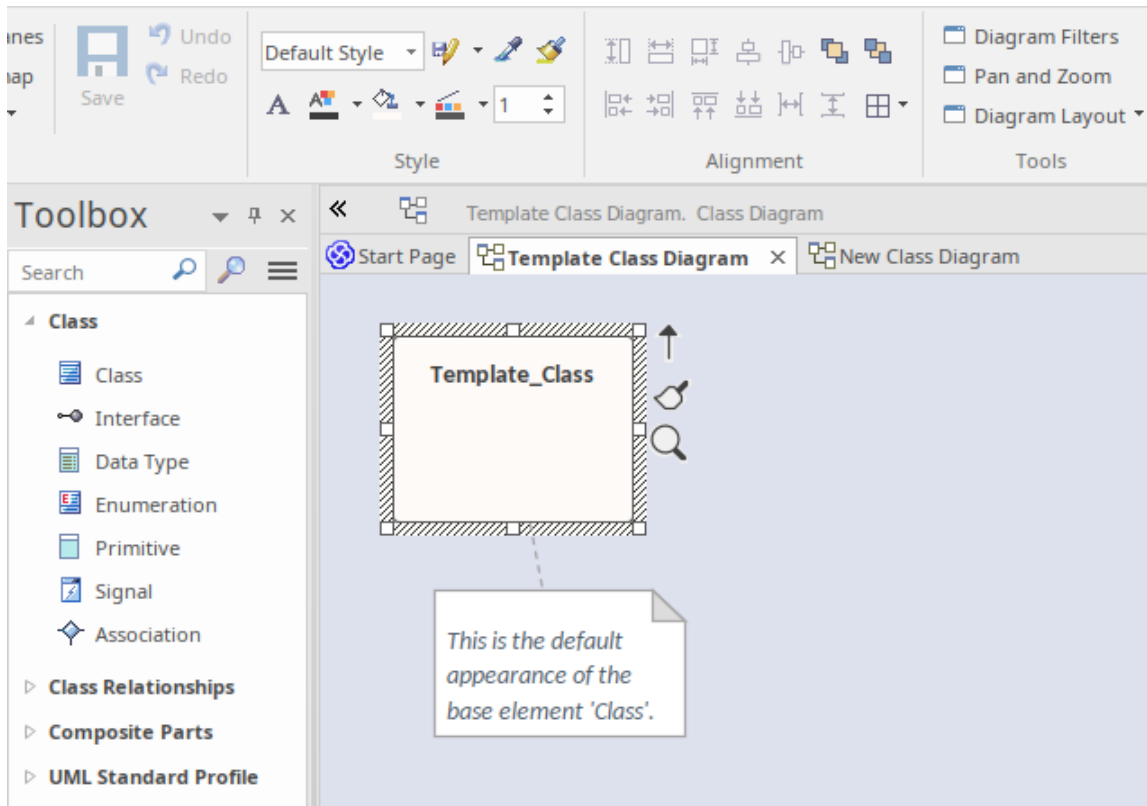 Undo
Redo
Save
Default Style
1
Style
Alignment
Diagram Filters
Pan and Zoom
Diagram Layout
Tools
Toolbox
Search
Class
Class
Interface
Data Type
Enumeration
Primitive
Signal
Association
Class Relationships
Composite Parts
UML Standard Profile
Template Class Diagram. Class Diagram
Start Page
Template Class Diagram
New Class Diagram
Template_Class
This is the default
appearance of the
base element 'Class'.